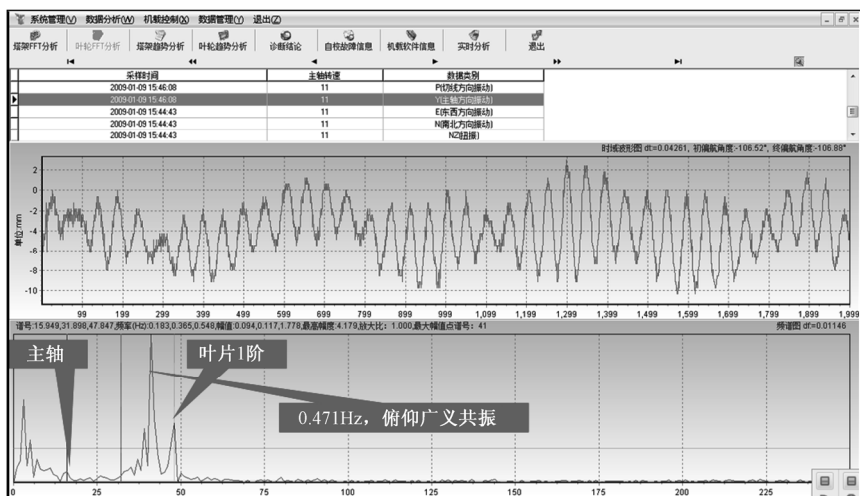 系统管理(V) 数据分析(W) 机载控制(X) 数据管理(Y) 退出(Z)
塔架FFT分析 叶轮FFT分析 塔架趋势分析 叶轮趋势分析 诊断结论 自校故障信息 机载软件信息 实时分析 退出
采样时间 主轴转速 数据类别
2009-01-09 15:46:08 11 P(切线方向振动)
2009-01-09 15:46:08 11 Y(主轴方向振动)
2009-01-09 15:44:43 11 E(东西方向振动)
2009-01-09 15:44:43 11 N(南北方向振动)
2009-01-09 15:44:43 11 NZ(扭振)
时域波形图 dt=0.04261, 初偏航角度:-106.52°, 终偏航角度:-106.88°
单位:mm
2
0
-2
-4
-6
-8
-10
99 199 299 399 499 599 699 799 899 999 1,099 1,199 1,299 1,399 1,499 1,599 1,699 1,799 1,899 1,999
谱号:15.949,31.898,47.847,频率(Hz):0.183,0.365,0.548,幅值:0.094,0.117,1.778,最高幅度:4.179,放大比: 1.000,最大幅值点谱号: 41 频谱图 df=0.01146
主轴 叶片1阶
0.471Hz，俯仰广义共振
0 25 50 75 100 125 150 175 200 225